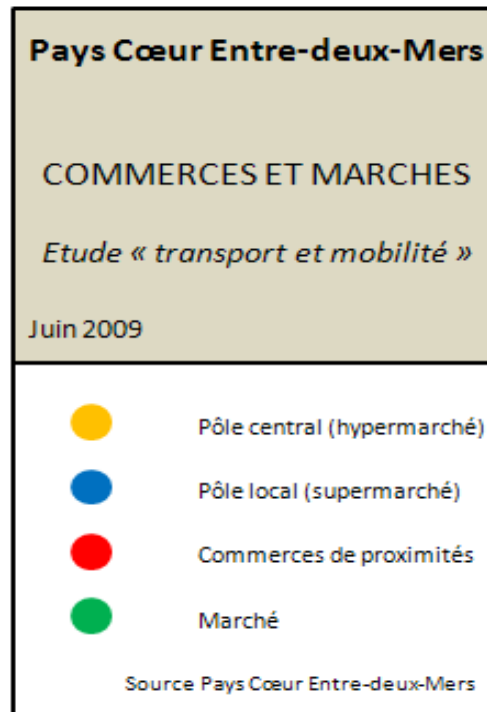 Pays Cœur Entre-deux-Mers
COMMERCES ET MARCHES
Etude « transport et mobilité »
Juin 2009
Pôle central (hypermarché)
Pôle local (supermarché)
Commerces de proximités
Marché
Source Pays Cœur Entre-deux-Mers